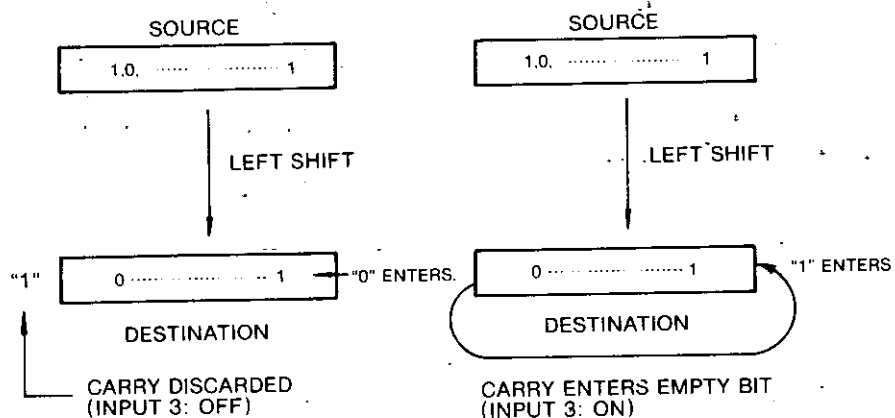 SOURCE
1.0. ..................... 1
LEFT SHIFT
"1"
0 ..................... 1
"0" ENTERS.
DESTINATION
CARRY DISCARDED
(INPUT 3: OFF)
SOURCE
1.0. ..................... 1
LEFT SHIFT
0 ..................... 1
"1" ENTERS
DESTINATION
CARRY ENTERS EMPTY BIT
(INPUT 3: ON)